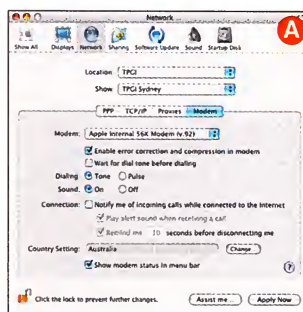 Network
A
Show All Displays Network Sharing Software Update Sound Startup Disk
Location: TPGI
Show: TPGI Sydney
PPP TCP/IP Proxies Modem
Modem: Apple Internal 56K Modem (v.92)
Enable error correction and compression in modem
Wait for dial tone before dialing
Dialing: Tone Pulse
Sound: On Off
Connection: Notify me of incoming calls while connected to the Internet
Play alert sound when receiving a call
Remind me 10 seconds before disconnecting me
Country Setting: Australia Change...
Show modem status in menu bar ?
Click the lock to prevent further changes. Assist me... Apply Now